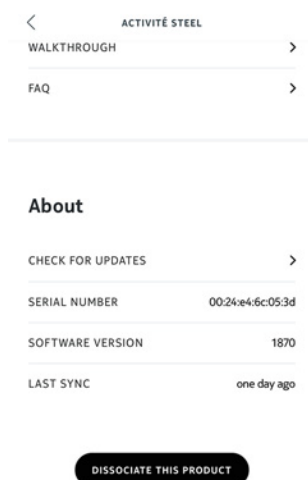 ACTIVITÉ STEEL
WALKTHROUGH
FAQ
About
CHECK FOR UPDATES
SERIAL NUMBER 00:24:e4:6c:05:3d
SOFTWARE VERSION 1870
LAST SYNC one day ago
DISSOCIATE THIS PRODUCT